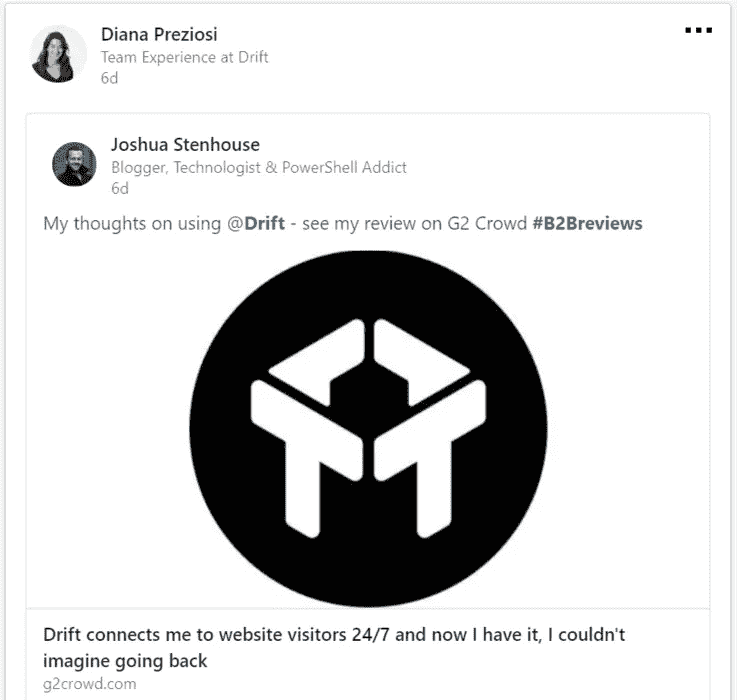 Diana Preziosi
Team Experience at Drift
6d
Joshua Stenhouse
Blogger, Technologist & PowerShell Addict
6d
My thoughts on using @Drift - see my review on G2 Crowd #B2Breviews
Drift connects me to website visitors 24/7 and now I have it, I couldn't
imagine going back
g2crowd.com